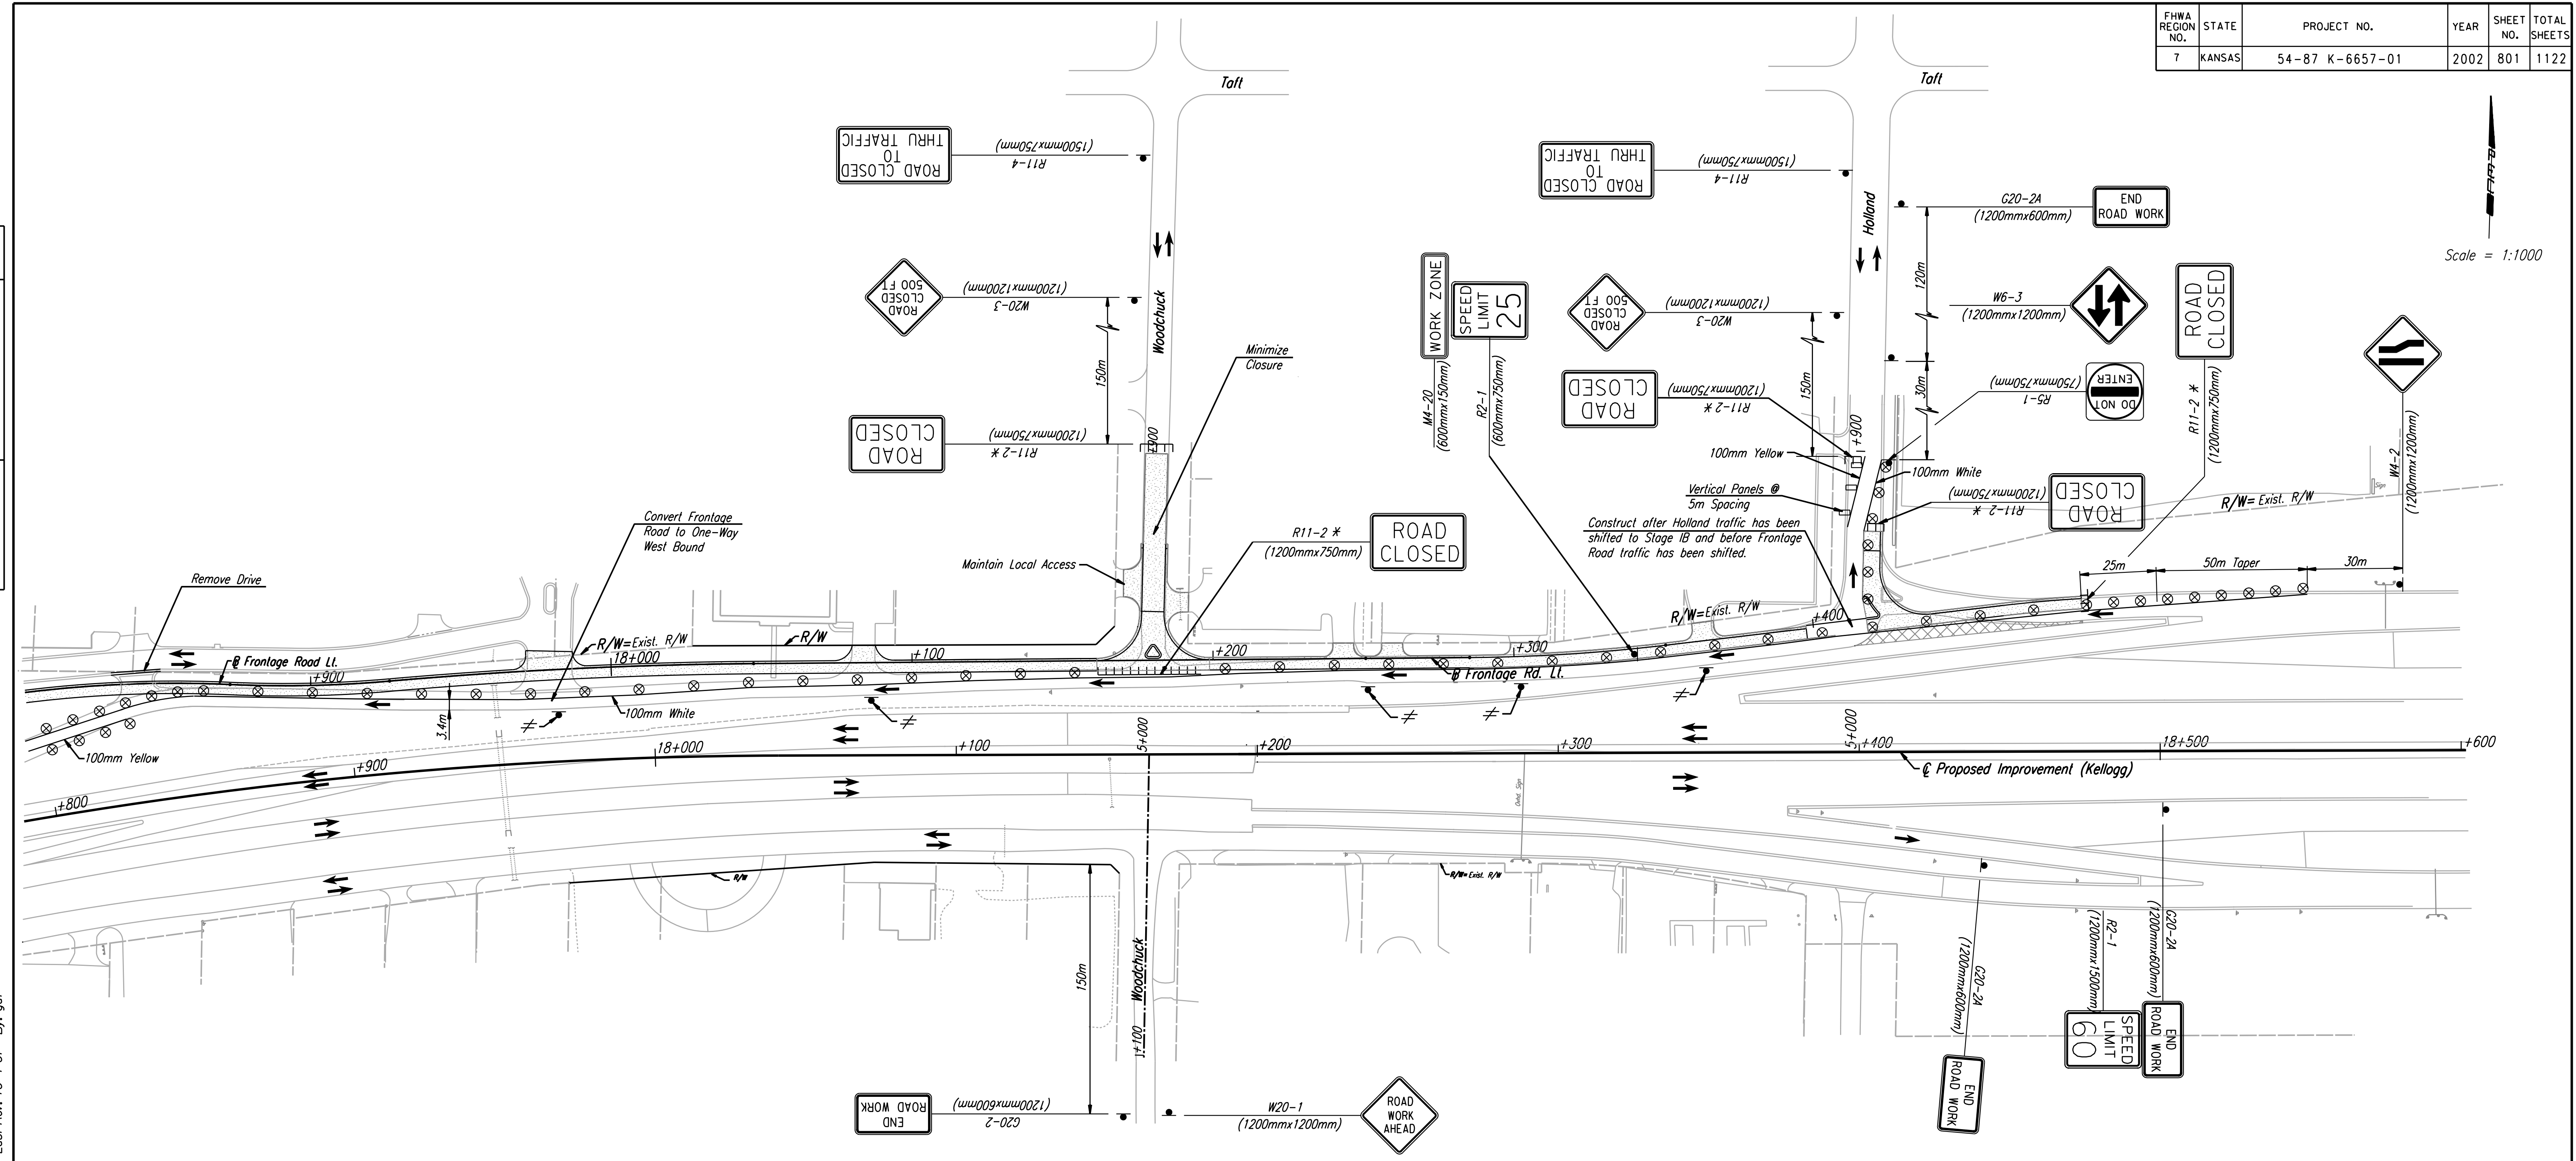 FHWA REGION NO.
STATE
PROJECT NO.
YEAR
SHEET NO.
TOTAL SHEETS
7
KANSAS
54-87 K-6657-01
2002
801
1122
Scale = 1:1000
Taft
Taft
ROAD CLOSED
TO
THRU TRAFFIC
R11-4
(1500mmx750mm)
ROAD CLOSED
TO
THRU TRAFFIC
R11-4
(1500mmx750mm)
ROAD
CLOSED
500 FT
W20-3
(1200mmx1200mm)
ROAD
CLOSED
500 FT
W20-3
(1200mmx1200mm)
Woodchuck
Holland
150m
150m
120m
30m
G20-2A
(1200mmx600mm)
END
ROAD WORK
W6-3
(1200mmx1200mm)
R5-1
(750mmx750mm)
DO NOT
ENTER
ROAD
CLOSED
R11-2 *
(1200mmx750mm)
W4-2
(1200mmx1200mm)
WORK ZONE
M4-20
(600mmx150mm)
SPEED
LIMIT
25
R2-1
(600mmx750mm)
Minimize
Closure
ROAD
CLOSED
R11-2 *
(1200mmx750mm)
ROAD
CLOSED
R11-2 *
(1200mmx750mm)
ROAD
CLOSED
R11-2 *
(1200mmx750mm)
+900
+900
100mm Yellow
100mm White
Vertical Panels @
5m Spacing
Construct after Holland traffic has been
shifted to Stage IB and before Frontage
Road traffic has been shifted.
R11-2 *
(1200mmx750mm)
ROAD
CLOSED
Sign
R/W=Exist. R/W
25m
50m Taper
30m
Convert Frontage
Road to One-Way
West Bound
Maintain Local Access
Remove Drive
R/W=Exist. R/W
R/W
R/W=Exist. R/W
℄ Frontage Road Lt.
+900
18+000
+100
+200
+300
+400
℄ Frontage Rd. Lt.
3.4m
100mm White
100mm Yellow
≠
≠
≠
≠
≠
+800
+900
18+000
+100
5+000
+200
+300
5+000
+400
18+500
+600
℄ Proposed Improvement (Kellogg)
Ovhd. Sign
R/W
R/W=Exist. R/W
150m
Woodchuck
+100
END
ROAD WORK
G20-2
(1200mmx600mm)
W20-1
(1200mmx1200mm)
ROAD
WORK
AHEAD
G20-2A
(1200mmx600mm)
END
ROAD WORK
R2-1
(1200mmx1500mm)
SPEED
LIMIT
60
G20-2A
(1200mmx600mm)
END
ROAD WORK